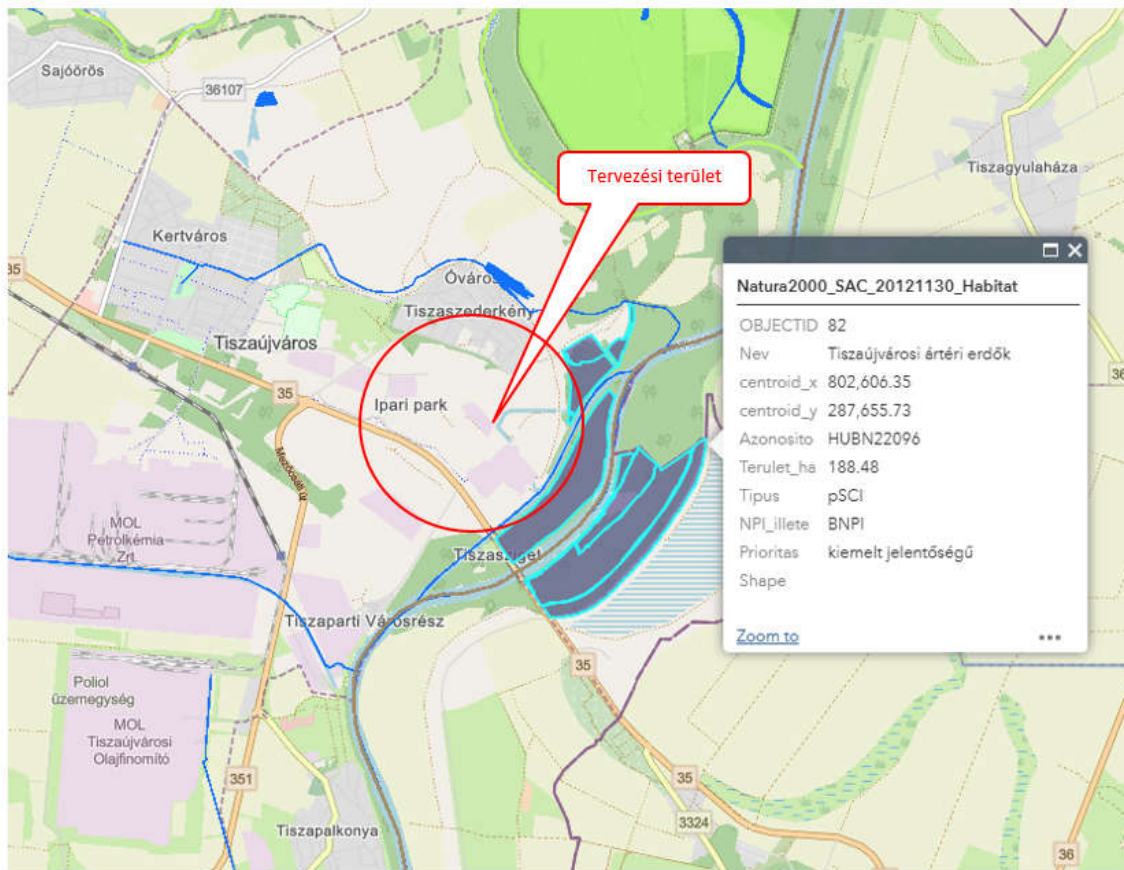 Sajóörös
36107
Tiszagyulaháza
Tervezési terület
Kertváros
35
Óváros
Tiszaszederkény
Tiszaújváros
35
Ipari park
Mezőcsáti út
MOL
Petrolkémia
Zrt.
Tiszasziget
Tiszaparti Városrész
35
Poliol
üzemegység
MOL
Tiszaújvárosi
Olajfinomító
351
35
3324
Tiszapalkonya
36
36
Natura2000_SAC_20121130_Habitat
OBJECTID 82
Nev Tiszaújvárosi ártéri erdők
centroid_x 802,606.35
centroid_y 287,655.73
Azonosito HUBN22096
Terulet_ha 188.48
Tipus pSCI
NPI_illete BNPI
Prioritas kiemelt jelentőségű
Shape
Zoom to